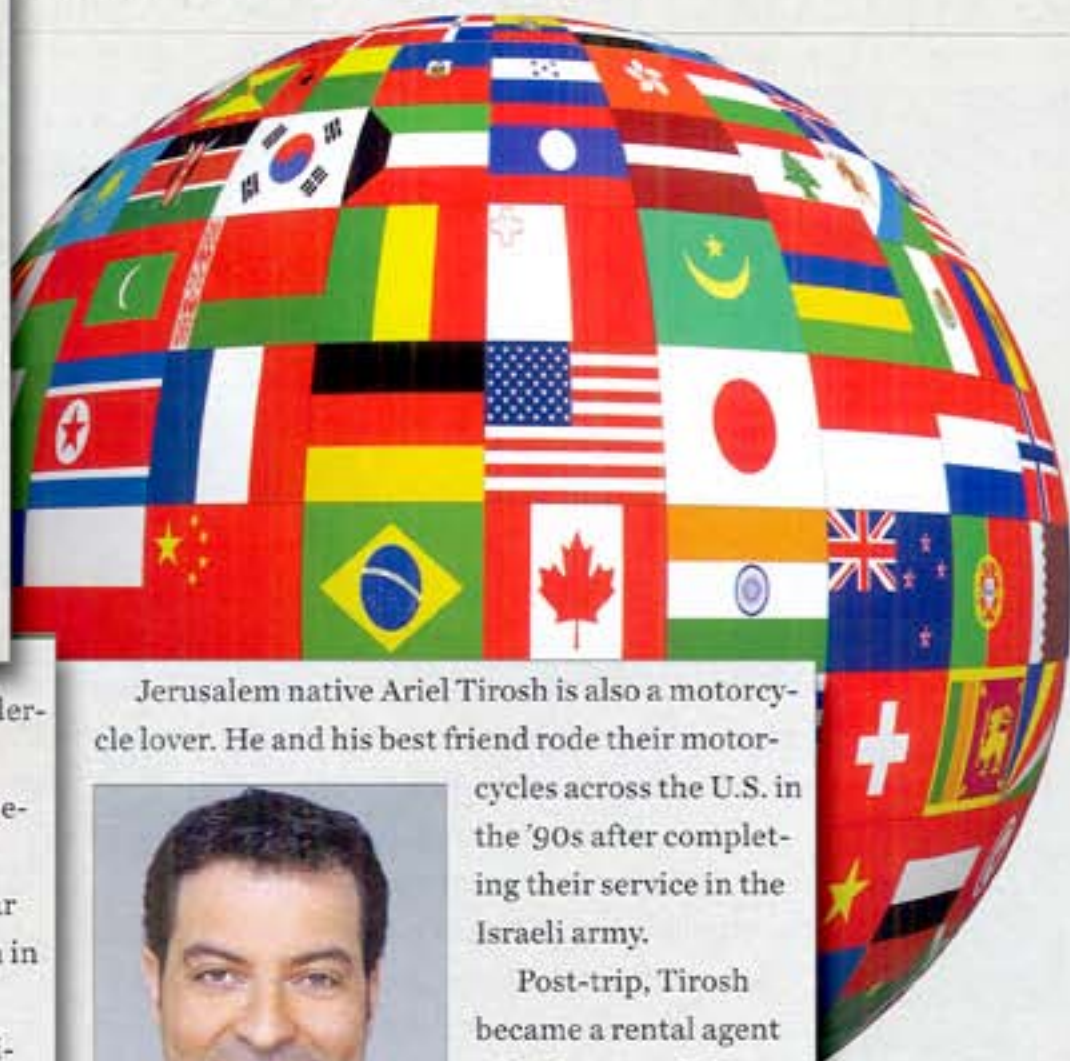 Jerusalem native Ariel Tirosh is also a motorcy-
cle lover. He and his best friend rode their motor-
cycles across the U.S. in
the ’90s after complet-
ing their service in the
Israeli army.
Post-trip, Tirosh
became a rental agent